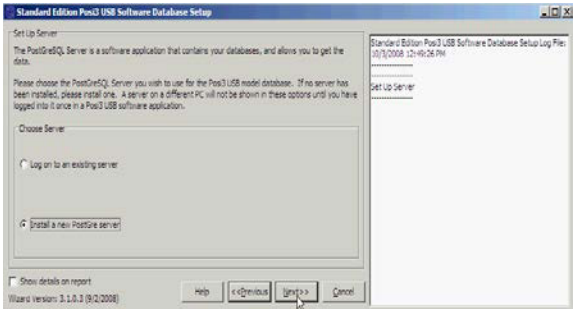 Standard Edition Posi3 USB Software Database Setup
Set Up Server
The PostGreSQL Server is a software application that contains your databases, and allows you to get the
data.
Please choose the PostGreSQL Server you wish to use for the Posi3 USB model database. If no server has
been installed, please install one. A server on a different PC will not be shown in these options until you have
logged into it once in a Posi3 USB software application.
Choose Server
Log on to an existing server
Install a new PostGre server
Show details on report
Wizard Version: 3.1.0.3 (9/2/2008)
Help
<<Previous
Next>>
Cancel
Standard Edition Posi3 USB Software Database Setup Log File:
10/3/2008 12:49:26 PM
--------------
--------------
Set Up Server
--------------